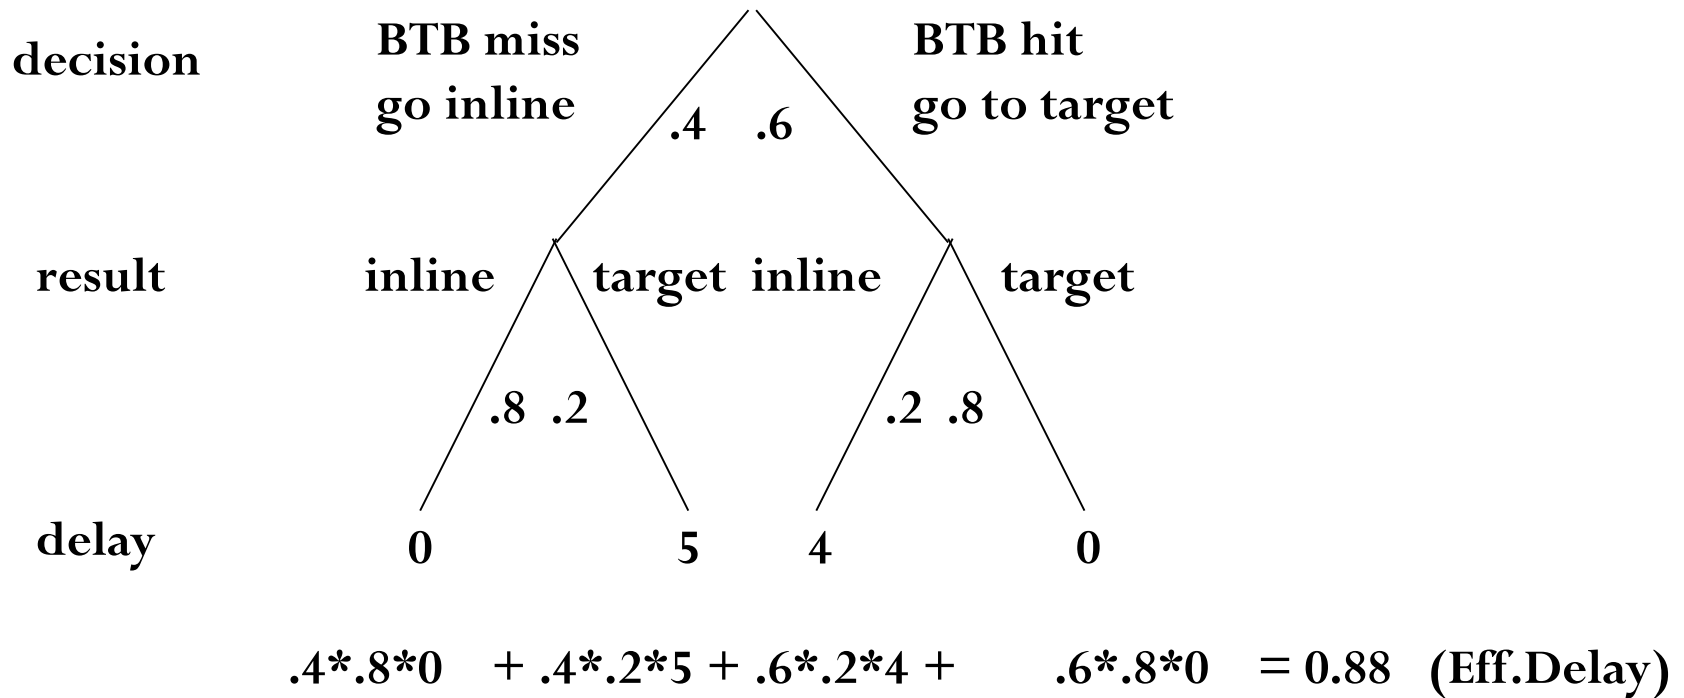 decision
BTB miss
go inline
BTB hit
go to target
.4 .6
result
inline target inline target
.8 .2 .2 .8
delay
0 5 4 0
.4*.8*0 + .4*.2*5 + .6*.2*4 + .6*.8*0 = 0.88 (Eff.Delay)